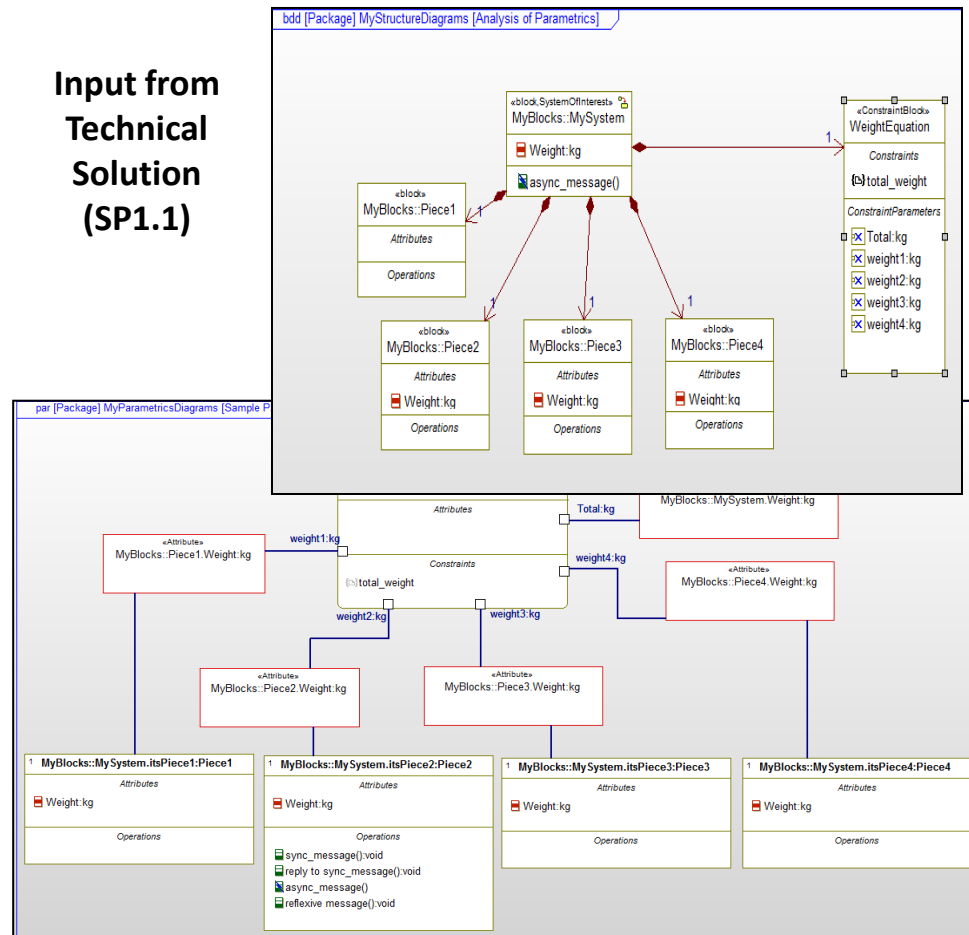 Input from
Technical
Solution
(SP1.1)
bdd [Package] MyStructureDiagrams [Analysis of Parametrics]
«block,SystemOfInterest»
MyBlocks::MySystem
Weight:kg
async_message()
1
«ConstraintBlock»
WeightEquation
Constraints
total_weight
ConstraintParameters
Total:kg
weight1:kg
weight2:kg
weight3:kg
weight4:kg
«block»
MyBlocks::Piece1
Attributes
Operations
1
1
1
1
«block»
MyBlocks::Piece2
Attributes
Weight:kg
Operations
«block»
MyBlocks::Piece3
Attributes
Weight:kg
Operations
«block»
MyBlocks::Piece4
Attributes
Weight:kg
Operations
par [Package] MyParametricsDiagrams [Sample P
Attributes
Constraints
total_weight
Total:kg
MyBlocks::MySystem.Weight:kg
weight1:kg
«Attribute»
MyBlocks::Piece1.Weight:kg
weight4:kg
«Attribute»
MyBlocks::Piece4.Weight:kg
weight2:kg
weight3:kg
«Attribute»
MyBlocks::Piece2.Weight:kg
«Attribute»
MyBlocks::Piece3.Weight:kg
1 MyBlocks::MySystem.itsPiece1:Piece1
Attributes
Weight:kg
Operations
1 MyBlocks::MySystem.itsPiece2:Piece2
Attributes
Weight:kg
Operations
sync_message():void
reply to sync_message():void
async_message()
reflexive message():void
1 MyBlocks::MySystem.itsPiece3:Piece3
Attributes
Weight:kg
Operations
1 MyBlocks::MySystem.itsPiece4:Piece4
Attributes
Weight:kg
Operations